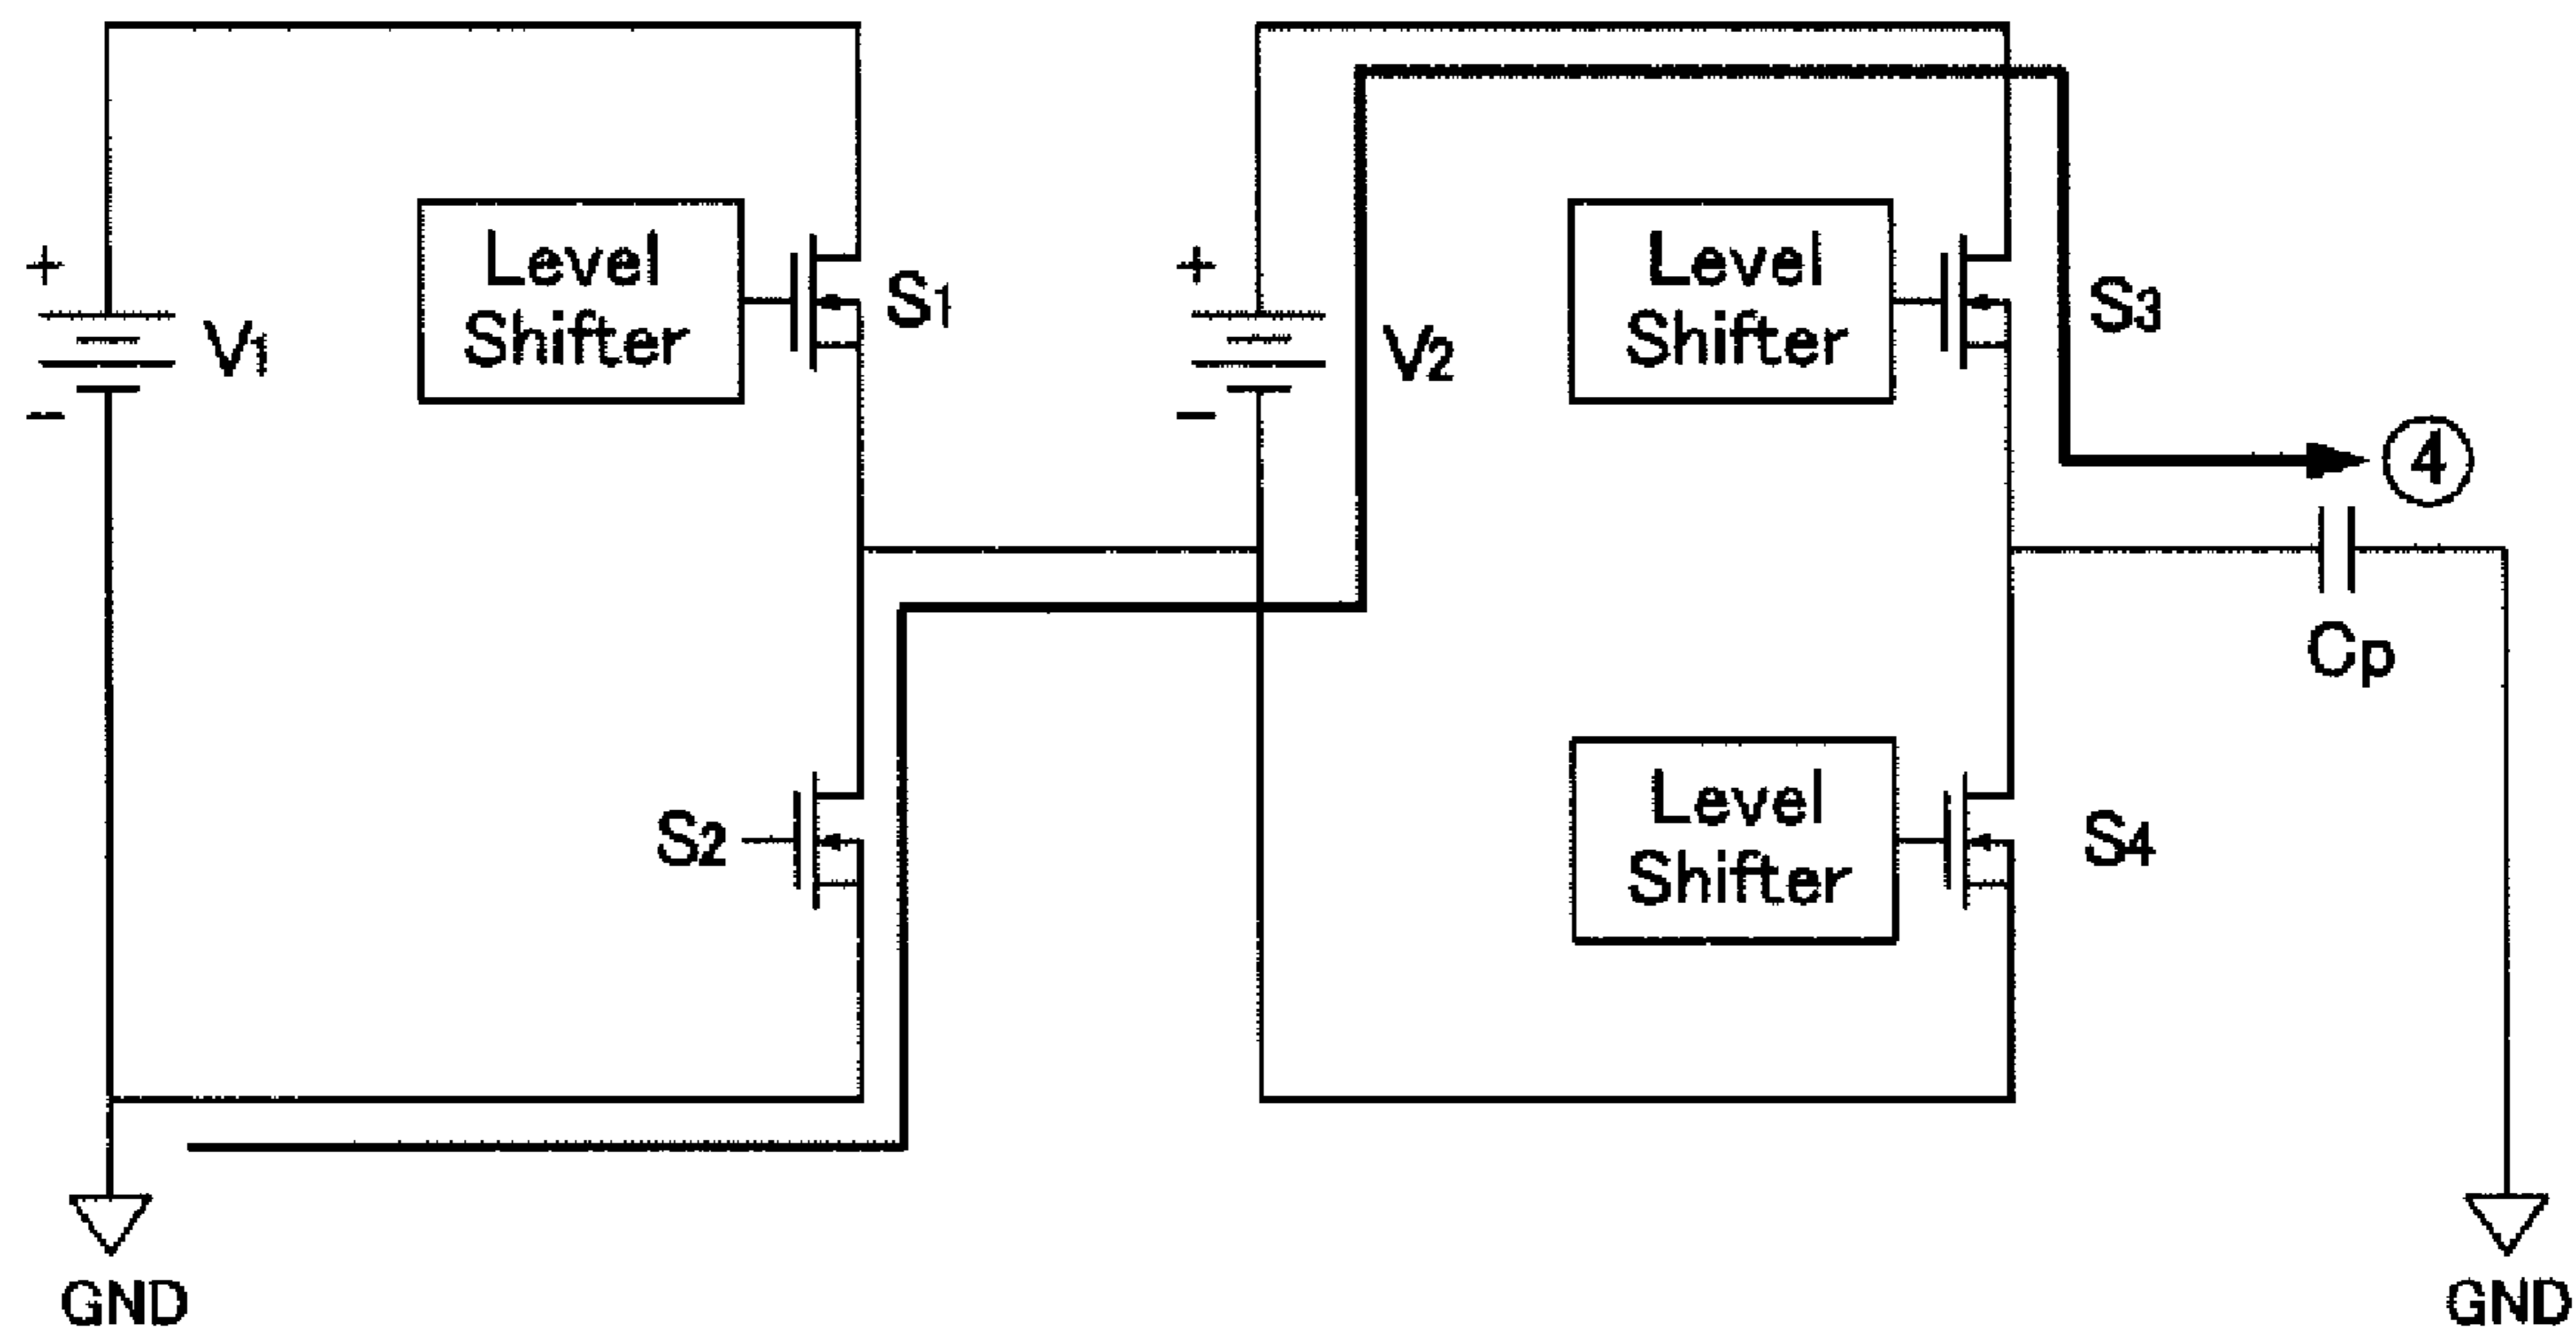 +
V1
-
Level
Shifter
S1
+
V2
-
Level
Shifter
S3
4
Cp
S2
Level
Shifter
S4
GND
GND